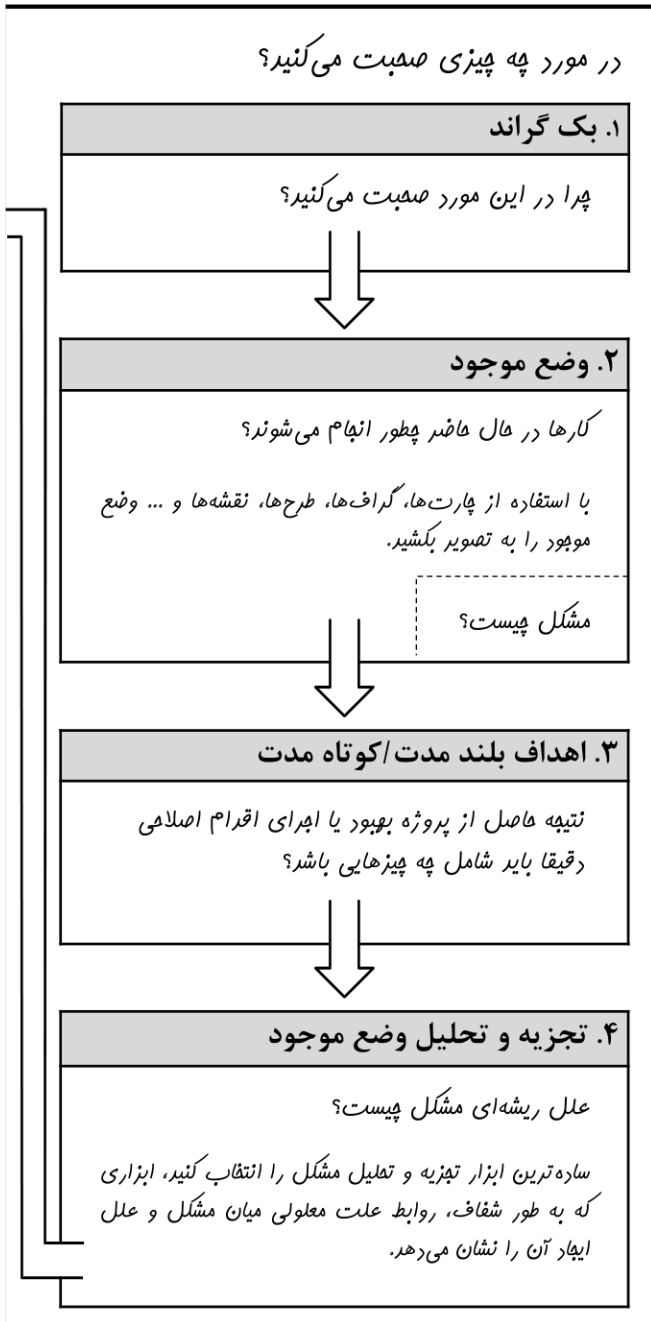 در مورد چه چیزی صحبت می‌کنید؟
۱. بک گراند
چرا در این مورد صحبت می‌کنید؟
۲. وضع موجود
کارها در حال حاضر چطور انجام می‌شوند؟
با استفاده از چارت‌ها، گراف‌ها، طرح‌ها، نقشه‌ها و ... وضع
موجود را به تصویر بکشید.
مشکل چیست؟
۳. اهداف بلند مدت/کوتاه مدت
نتیجه حاصل از پروژه بهبود یا اجرای اقدام اصلاحی
دقیقا باید شامل چه چیزهایی باشد؟
۴. تجزیه و تحلیل وضع موجود
علل ریشه‌ای مشکل چیست؟
ساده‌ترین ابزار تجزیه و تحلیل مشکل را انتخاب کنید، ابزاری
که به طور شفاف، روابط علت معلولی میان مشکل و علل
ایجاد آن را نشان می‌دهد.